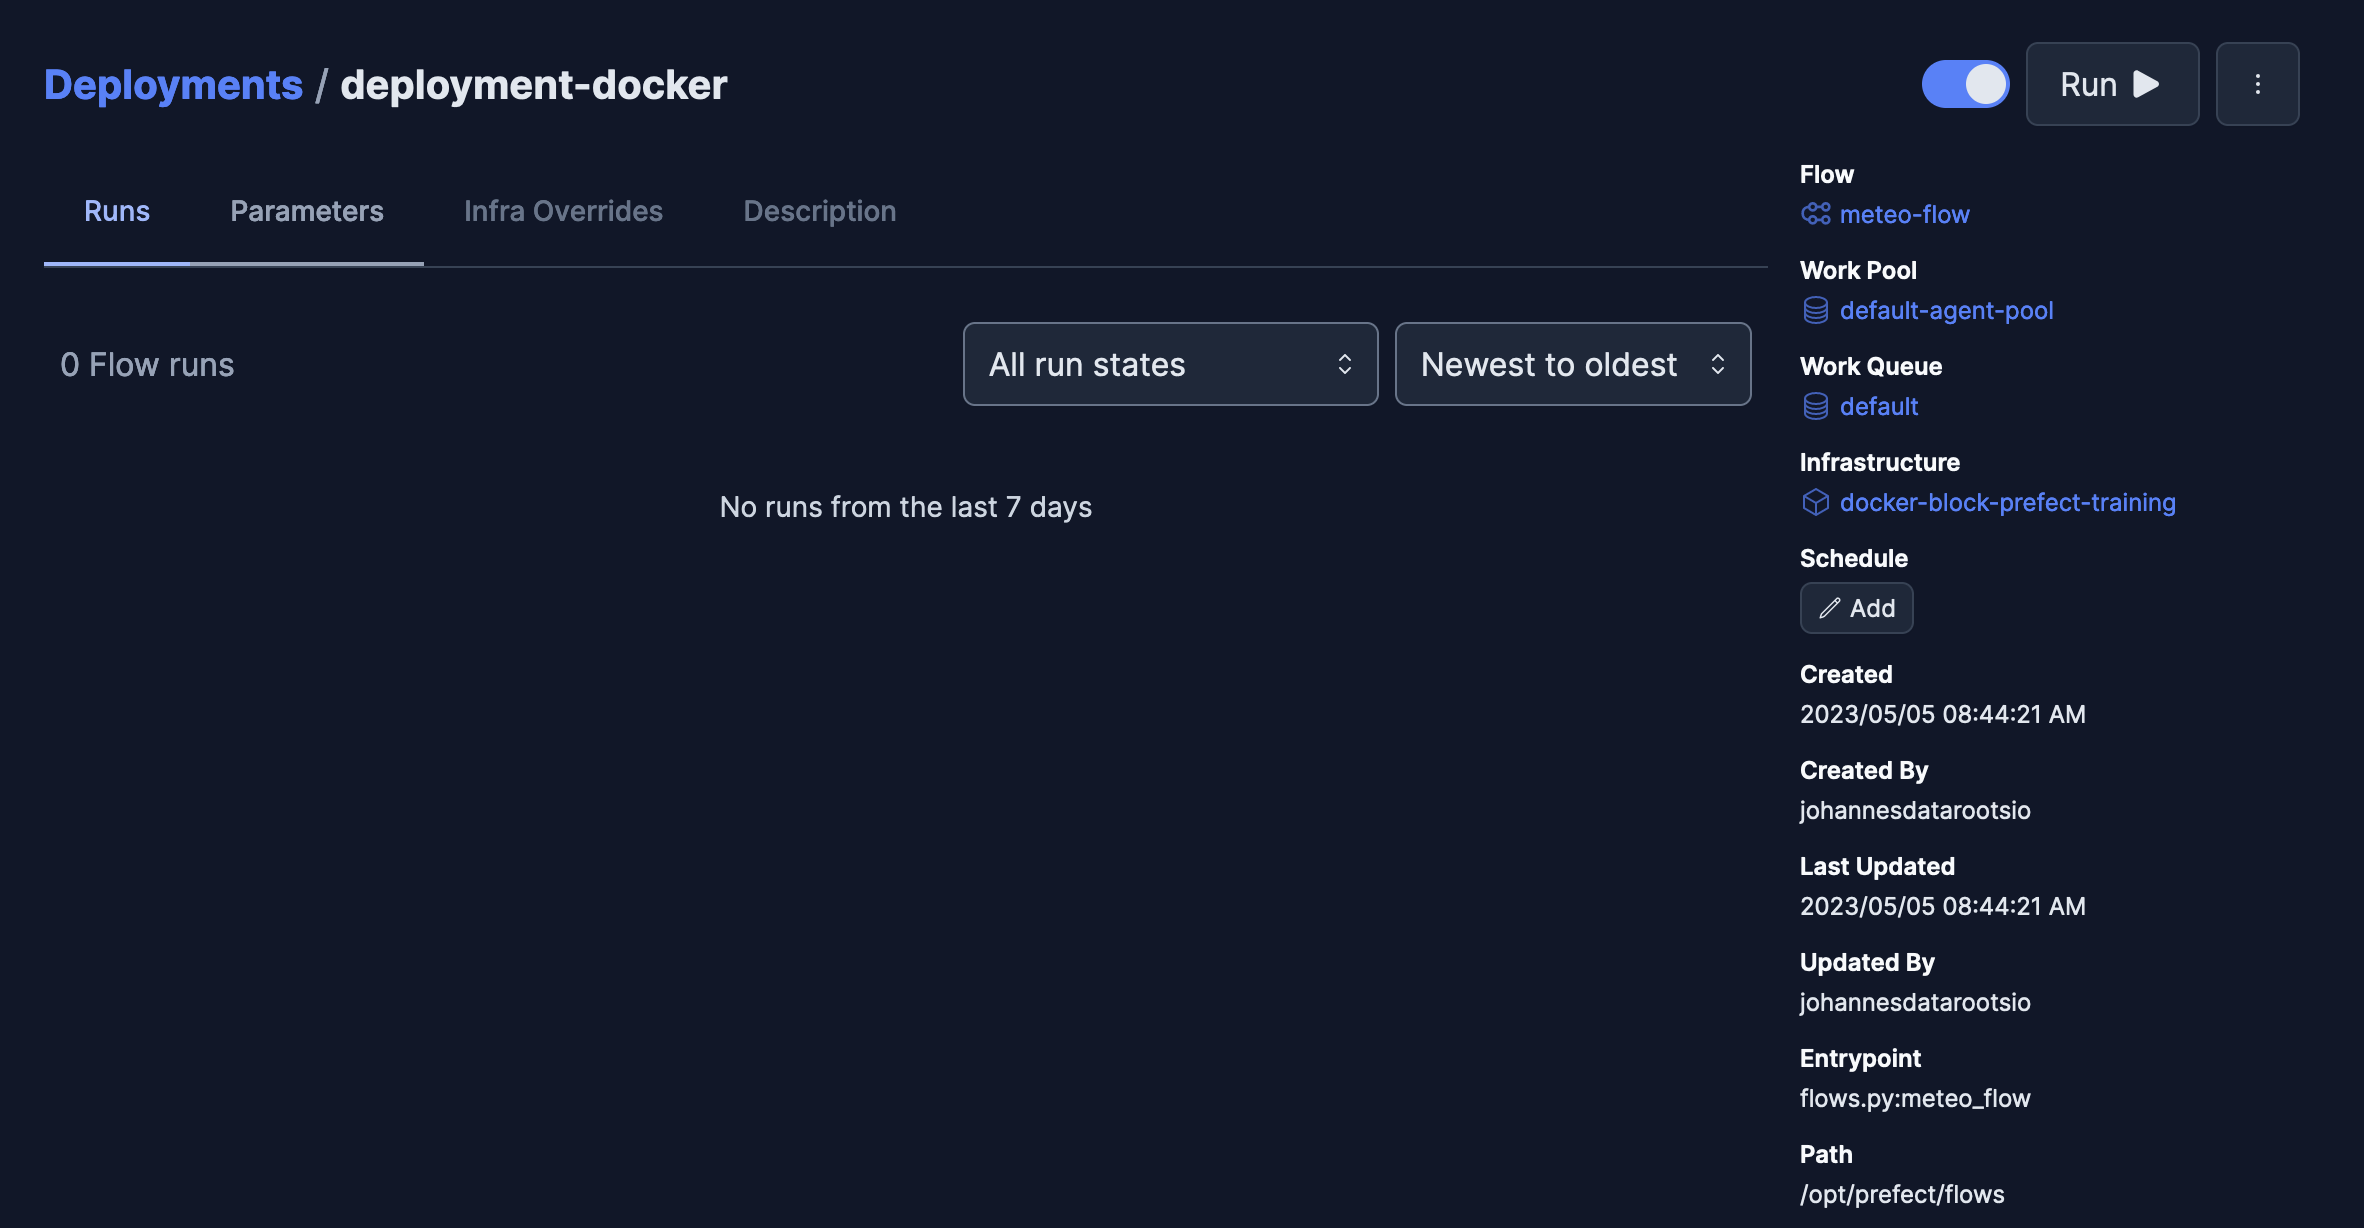 Deployments / deployment-docker
Run
Runs Parameters Infra Overrides Description
0 Flow runs
All run states
Newest to oldest
No runs from the last 7 days
Flow
meteo-flow
Work Pool
default-agent-pool
Work Queue
default
Infrastructure
docker-block-prefect-training
Schedule
Add
Created
2023/05/05 08:44:21 AM
Created By
johannesdatarootsio
Last Updated
2023/05/05 08:44:21 AM
Updated By
johannesdatarootsio
Entrypoint
flows.py:meteo_flow
Path
/opt/prefect/flows